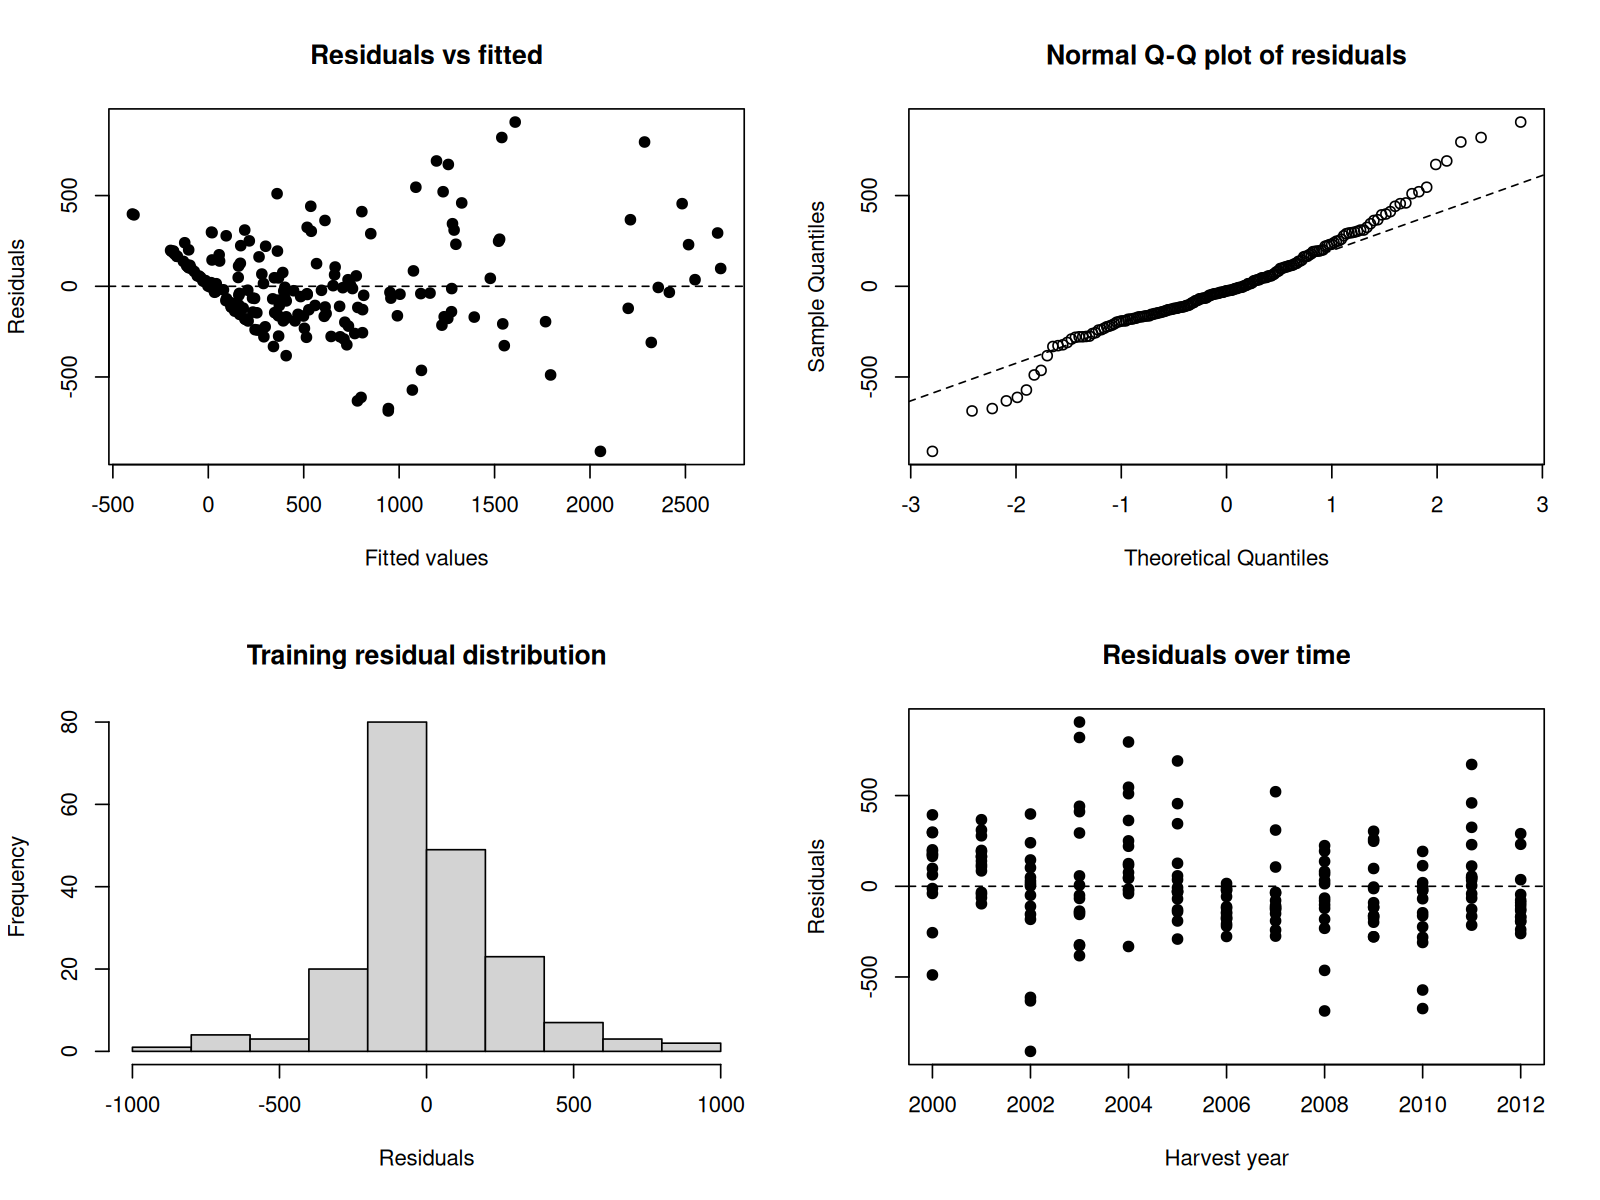 Residuals vs fitted
Residuals
500
0
-500
-500 0 500 1000 1500 2000 2500
Fitted values
Normal Q-Q plot of residuals
Sample Quantiles
500
0
-500
-3 -2 -1 0 1 2 3
Theoretical Quantiles
Training residual distribution
Frequency
80
60
40
20
0
-1000 -500 0 500 1000
Residuals
Residuals over time
Residuals
500
0
-500
2000 2002 2004 2006 2008 2010 2012
Harvest year